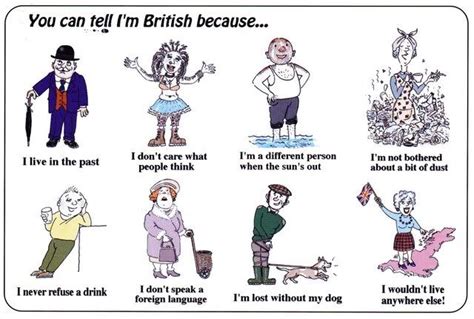 You can tell I'm British because...
I live in the past
I don't care what
people think
I'm a different person
when the sun's out
I'm not bothered
about a bit of dust
I never refuse a drink
I don't speak a
foreign language
I'm lost without my dog
I wouldn't live
anywhere else!